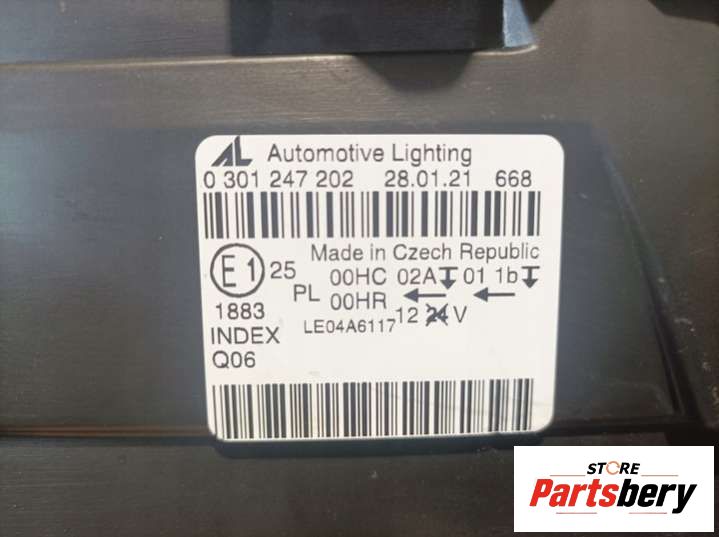 AL Automotive Lighting
0 301 247 202 28.01.21 668
Made in Czech Republic
E1 25 00HC 02A 01 1b
PL 00HR
1883 LE04A6117 12 24 V
INDEX
Q06
STORE
Partsbery